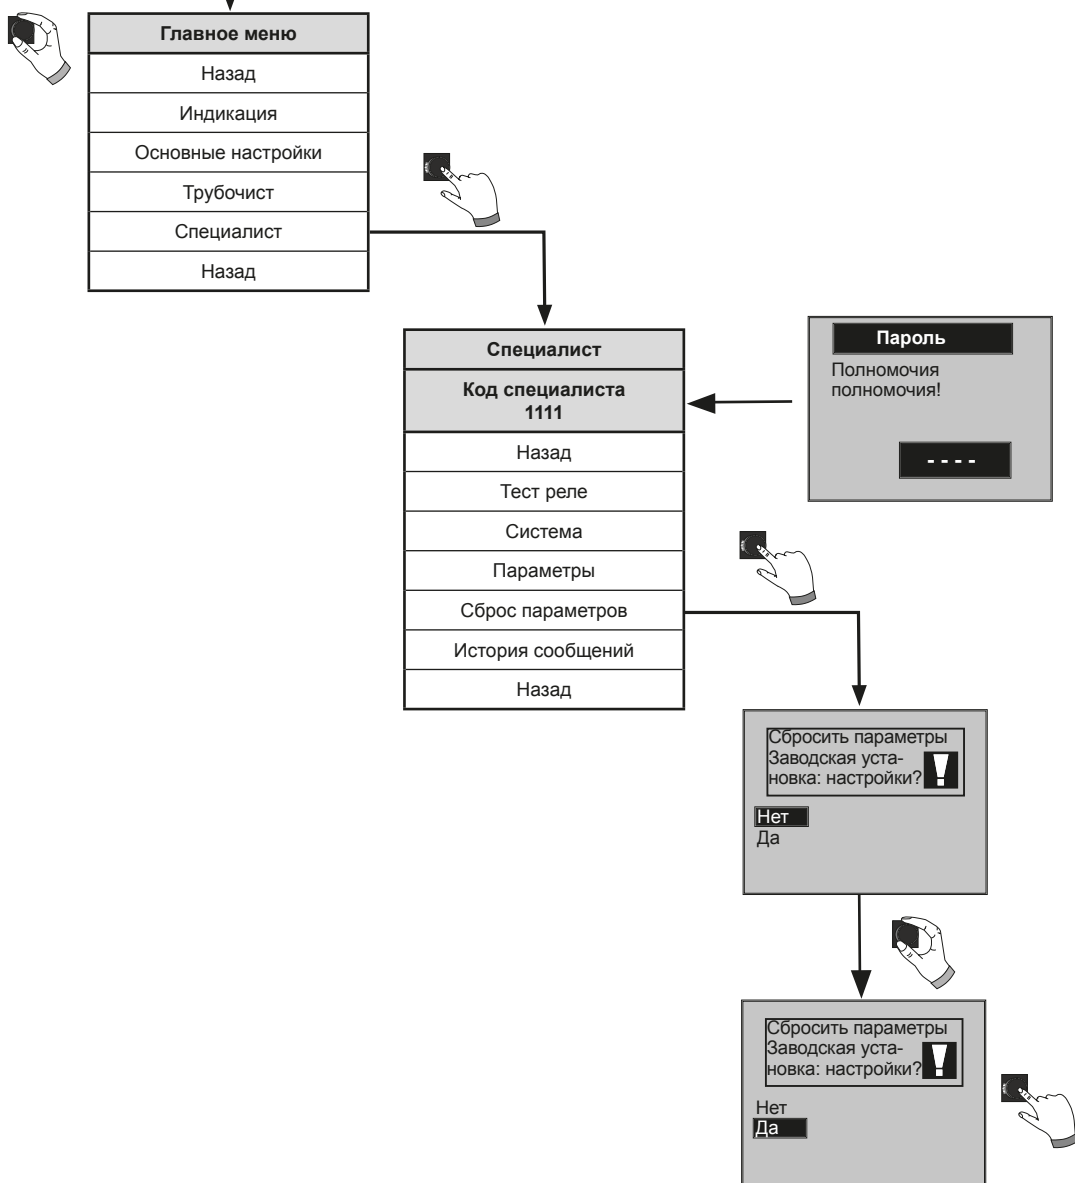 Главное меню
Назад
Индикация
Основные настройки
Трубочист
Специалист
Назад
Специалист
Код специалиста
1111
Назад
Тест реле
Система
Параметры
Сброс параметров
История сообщений
Назад
Пароль
Полномочия
полномочия!
- - - -
Сбросить параметры
Заводская уста-
новка: настройки?
!
Нет
Да
Сбросить параметры
Заводская уста-
новка: настройки?
!
Нет
Да